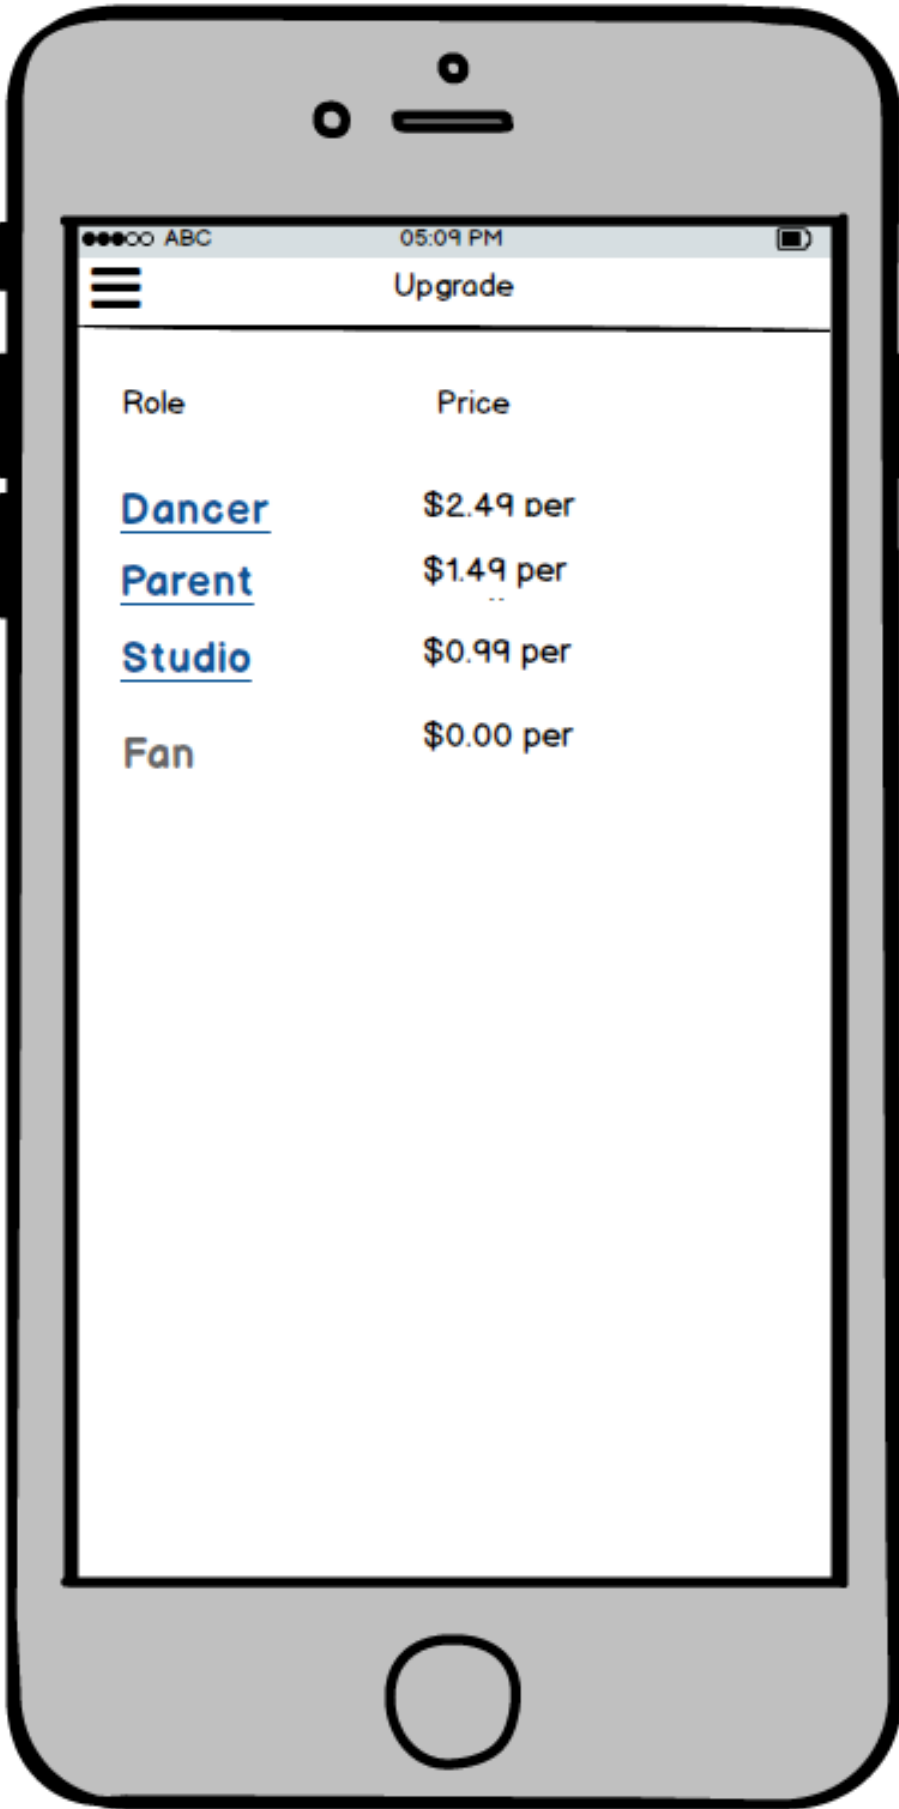 ABC 05:09 PM
Upgrade
Role Price
Dancer $2.49 per
Parent $1.49 per
Studio $0.99 per
Fan $0.00 per